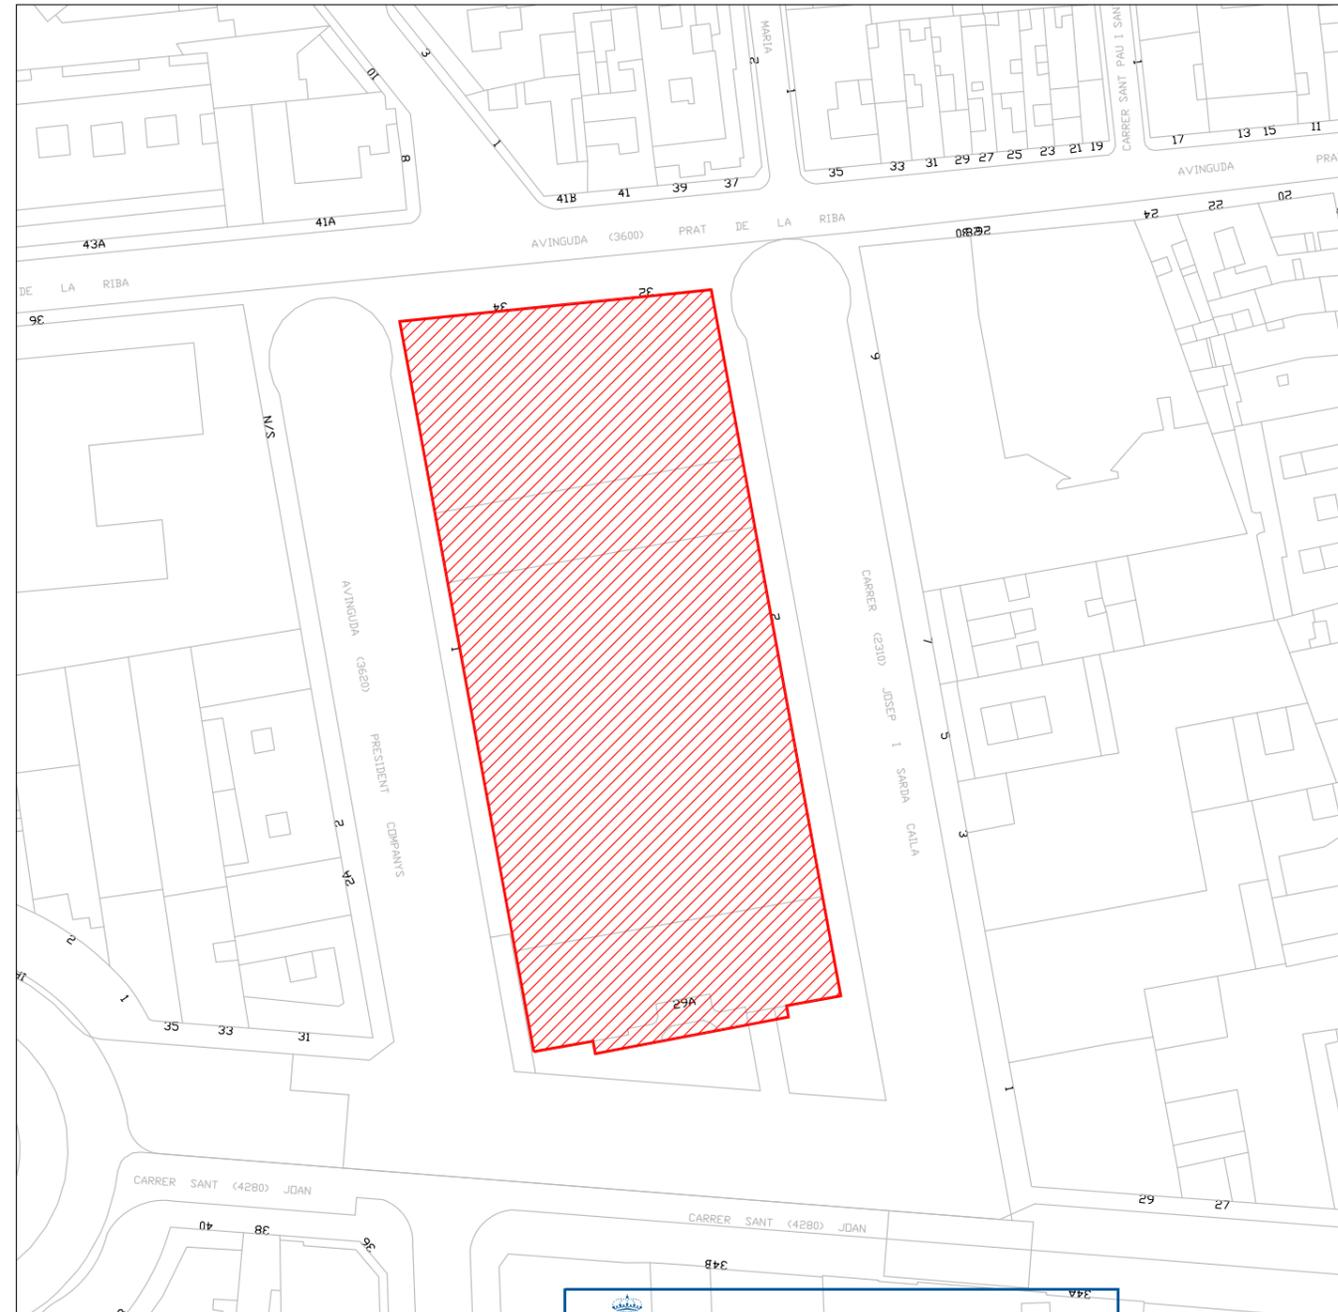 3
10
MARIA
2
1
CARRER SANT PAU I SAN
1
1
8
35
33
31
29
27
25
23
21
19
17
13
15
11
41B
41
39
37
AVINGUDA
PRA
41A
43A
AVINGUDA (3600) PRAT DE LA RIBA
20
22
24
DE LA RIBA
36
34
32
S/N
9
AVINGUDA (3620) PRESIDENT COMPANYS
CARRER (2310) JOSEP I SARDA CAILA
1
2
7
5
3
2
2A
2
1
35
33
31
29A
1
CARRER SANT (4280) JOAN
29
27
40
38
36
CARRER SANT (4280) JOAN
34B
34A